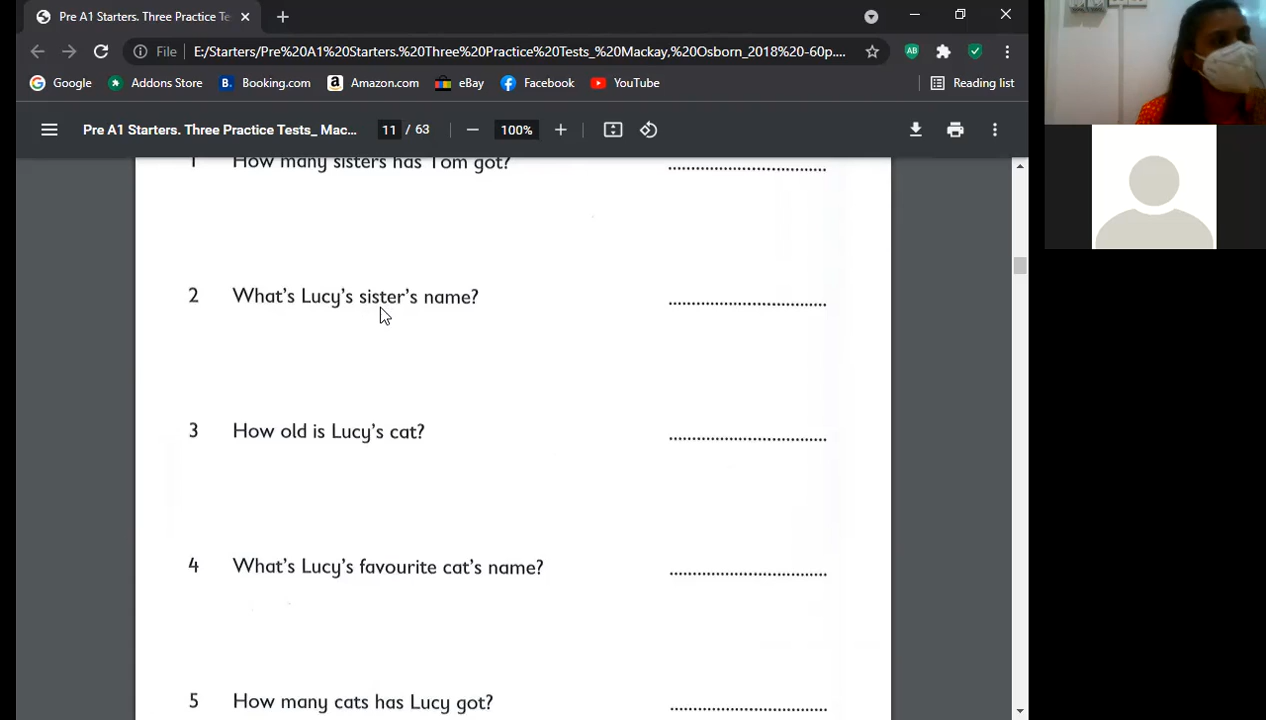 Pre A1 Starters. Three Practice Te
File E:/Starters/Pre%20A1%20Starters.%20Three%20Practice%20Tests_%20Mackay,%20Osborn_2018%20-60p....
AB
Google Addons Store B. Booking.com a Amazon.com eBay Facebook YouTube Reading list
Pre A1 Starters. Three Practice Tests_ Mac... 11 / 63 100%
1 How many sisters has Tom got? ..................................
2 What's Lucy's sister's name? ..................................
3 How old is Lucy's cat? ..................................
4 What's Lucy's favourite cat's name? ..................................
5 How many cats has Lucy got? ..................................